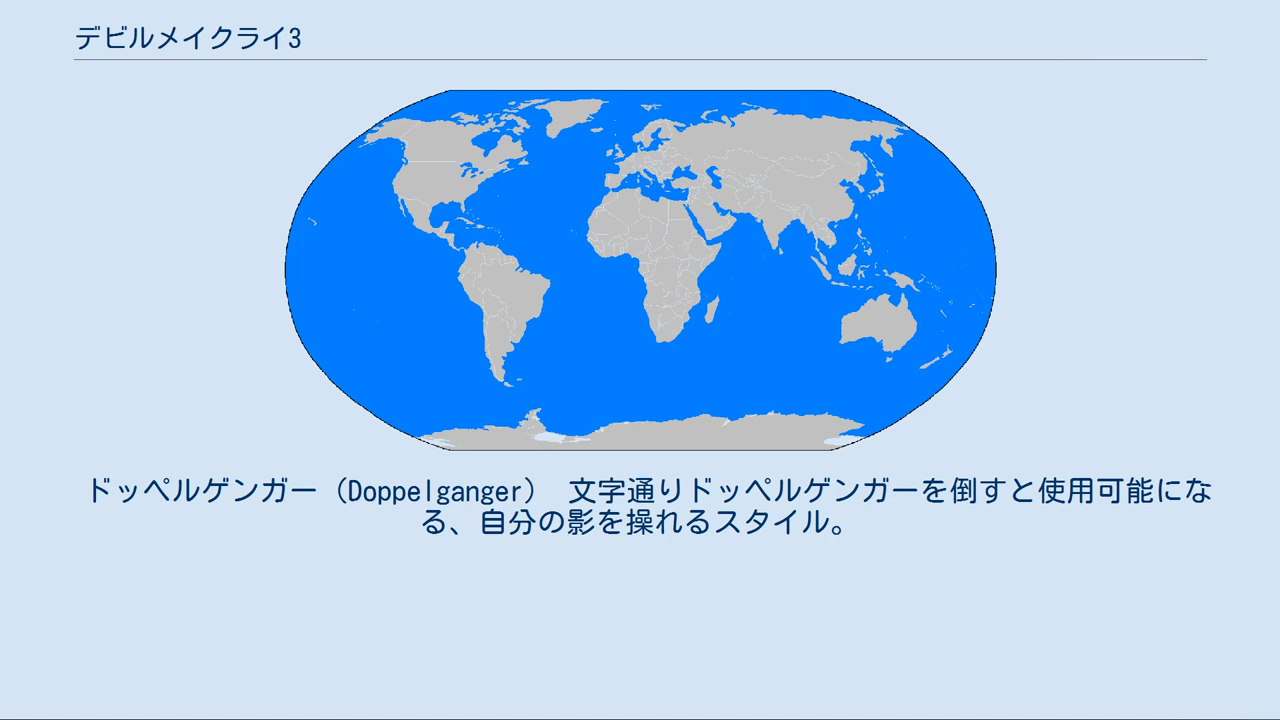 デビルメイクライ3
ドッペルゲンガー（Doppelganger） 文字通りドッペルゲンガーを倒すと使用可能にな
る、自分の影を操れるスタイル。